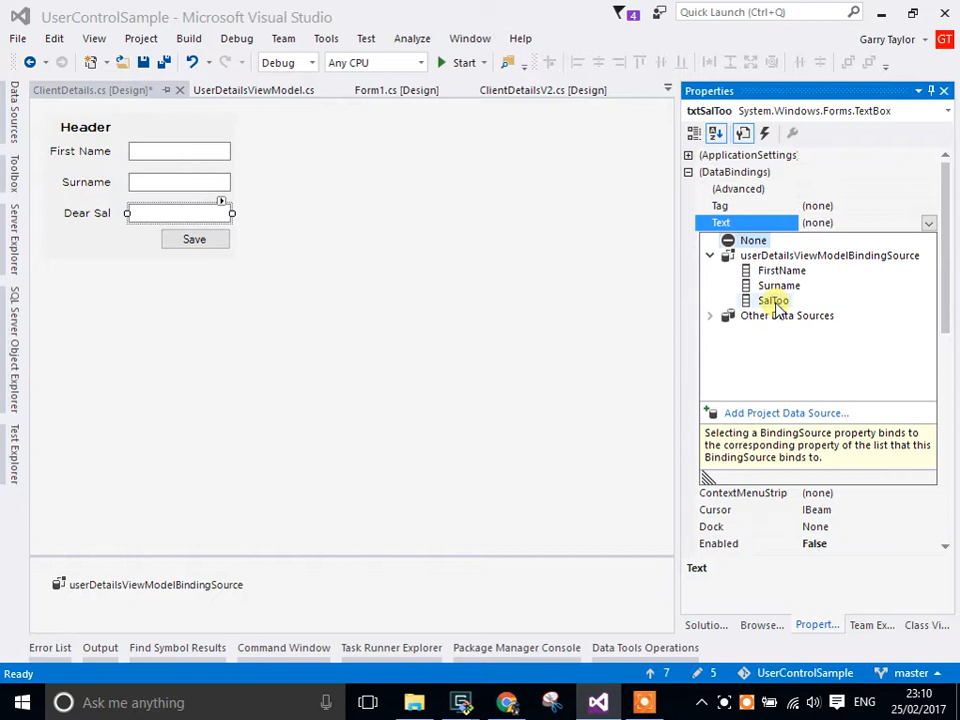 UserControlSample - Microsoft Visual Studio
4
Quick Launch (Ctrl+Q)
File Edit View Project Build Debug Team Tools Test Analyze Window Help
Garry Taylor GT
Debug Any CPU Start
ClientDetails.cs [Design]* UserDetailsViewModel.cs Form1.cs [Design] ClientDetailsV2.cs [Design]
Data Sources
Toolbox
Server Explorer
SQL Server Object Explorer
Test Explorer
Header
First Name
Surname
Dear Sal
Save
userDetailsViewModelBindingSource
Properties
txtSalToo System.Windows.Forms.TextBox
(ApplicationSettings)
(DataBindings)
(Advanced)
Tag (none)
Text (none)
None
userDetailsViewModelBindingSource
FirstName
Surname
SalToo
Other Data Sources
Add Project Data Source...
Selecting a BindingSource property binds to
the corresponding property of the list that this
BindingSource binds to.
ContextMenuStrip (none)
Cursor IBeam
Dock None
Enabled False
Text
Solutio... Browse... Propert... Team Ex... Class Vi...
Error List Output Find Symbol Results Command Window Task Runner Explorer Package Manager Console Data Tools Operations
Ready 7 5 UserControlSample master
Ask me anything
ENG
23:10
25/02/2017